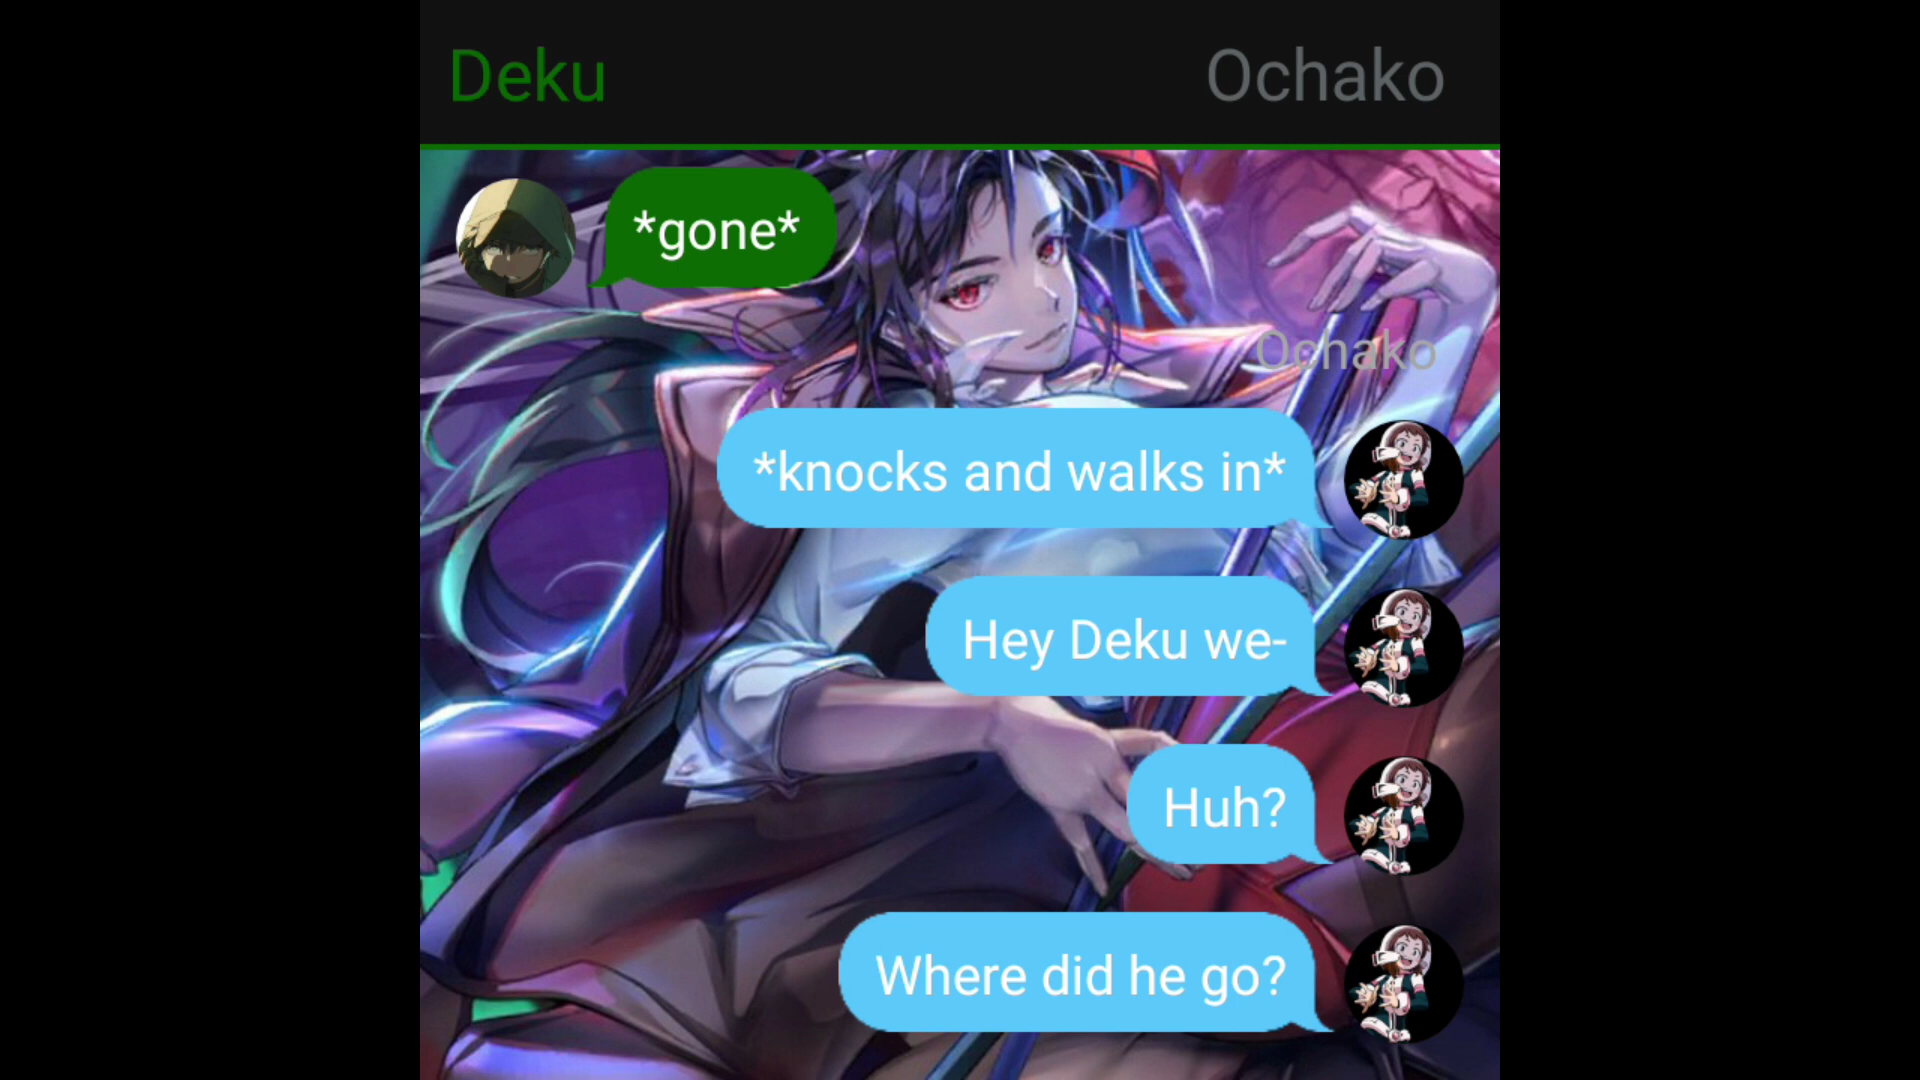 Deku
Ochako
*gone*
Ochako
*knocks and walks in*
Hey Deku we-
Huh?
Where did he go?